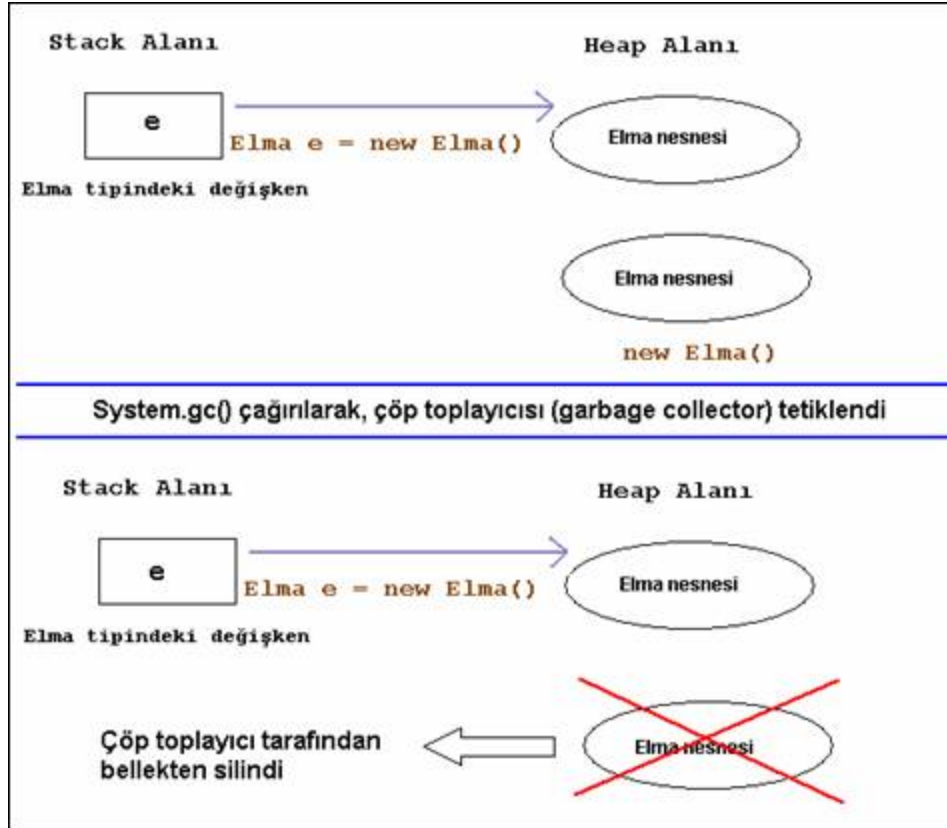 Stack Alanı
Heap Alanı
e
Elma nesnesi
Elma e = new Elma()
Elma tipindeki değişken
Elma nesnesi
new Elma()
System.gc() çağırılarak, çöp toplayıcısı (garbage collector) tetiklendi
Stack Alanı
Heap Alanı
e
Elma nesnesi
Elma e = new Elma()
Elma tipindeki değişken
Çöp toplayıcı tarafından
bellekten silindi
Elma nesnesi